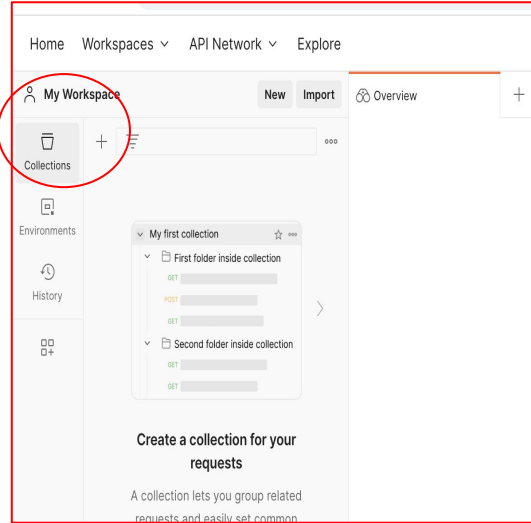 Home Workspaces API Network Explore
My Workspace New Import Overview
Collections
Environments
History
My first collection
First folder inside collection
GET
POST
GET
Second folder inside collection
GET
GET
Create a collection for your
requests
A collection lets you group related
requests and easily set common